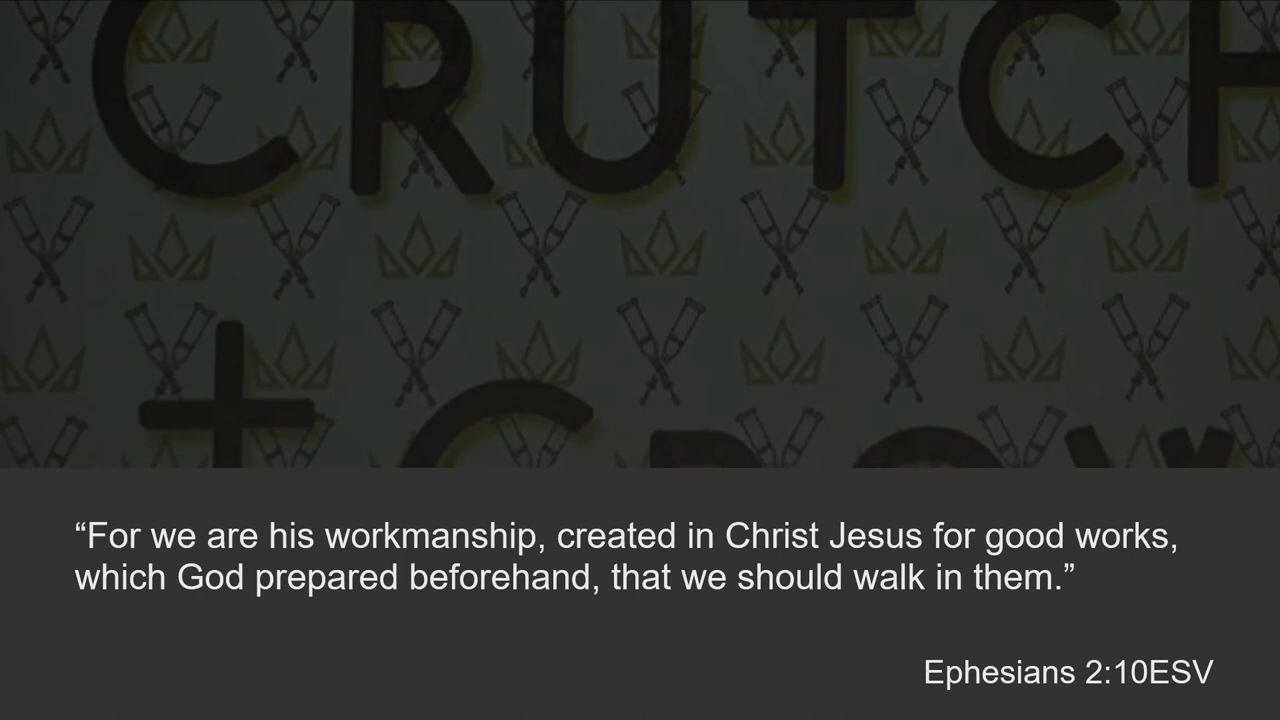 CRUTCH
+ CROW
“For we are his workmanship, created in Christ Jesus for good works,
which God prepared beforehand, that we should walk in them.”
Ephesians 2:10ESV